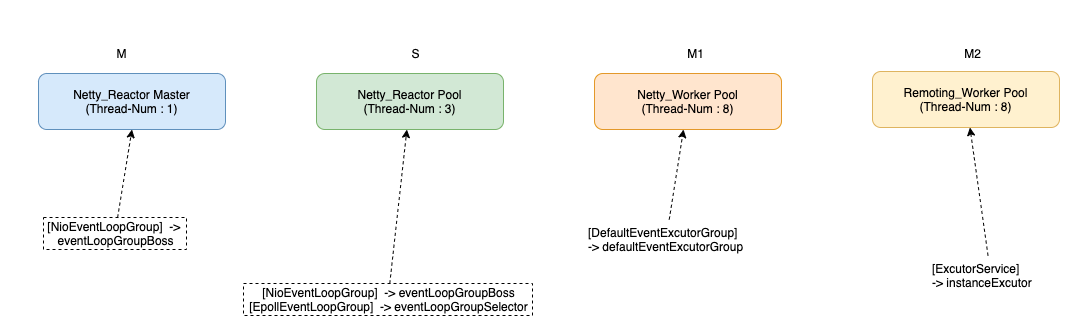 M
S
M1
M2
Netty_Reactor Master
(Thread-Num : 1)
Netty_Reactor Pool
(Thread-Num : 3)
Netty_Worker Pool
(Thread-Num : 8)
Remoting_Worker Pool
(Thread-Num : 8)
[NioEventLoopGroup] ->
eventLoopGroupBoss
[NioEventLoopGroup] -> eventLoopGroupBoss
[EpollEventLoopGroup] -> eventLoopGroupSelector
[DefaultEventExcutorGroup]
-> defaultEventExcutorGroup
[ExcutorService]
-> instanceExcutor